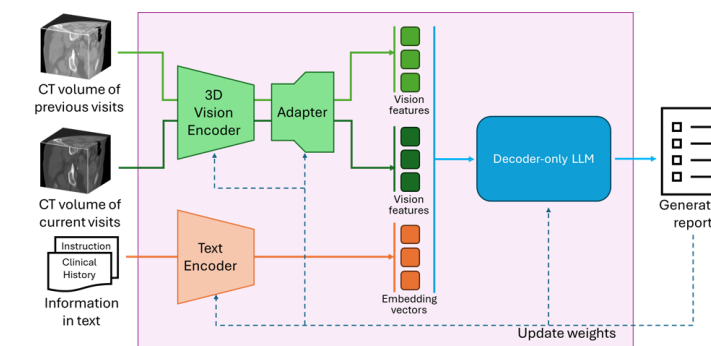 CT volume of
previous visits
CT volume of
current visits
Instruction
Clinical
History
Information
in text
3D
Vision
Encoder
Adapter
Text
Encoder
Vision
features
Vision
features
Embedding
vectors
Decoder-only LLM
report
Update weights